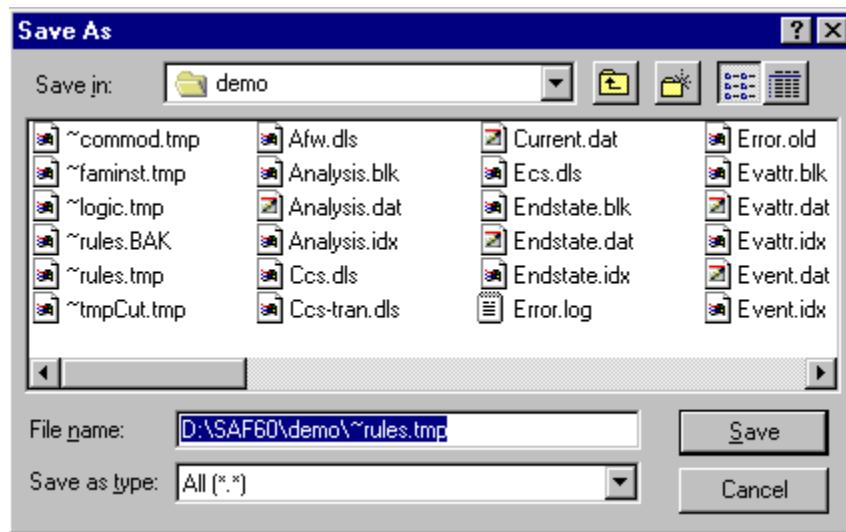 Save As
Save in: demo
~commod.tmp Afw.dls Current.dat Error.old
~faminst.tmp Analysis.blk Ecs.dls Evattr.blk
~logic.tmp Analysis.dat Endstate.blk Evattr.dat
~rules.BAK Analysis.idx Endstate.dat Evattr.idx
~rules.tmp Ccs.dls Endstate.idx Event.dat
~tmpCut.tmp Ccs-tran.dls Error.log Event.idx
File name: D:\SAF60\demo\~rules.tmp Save
Save as type: All (*.*) Cancel